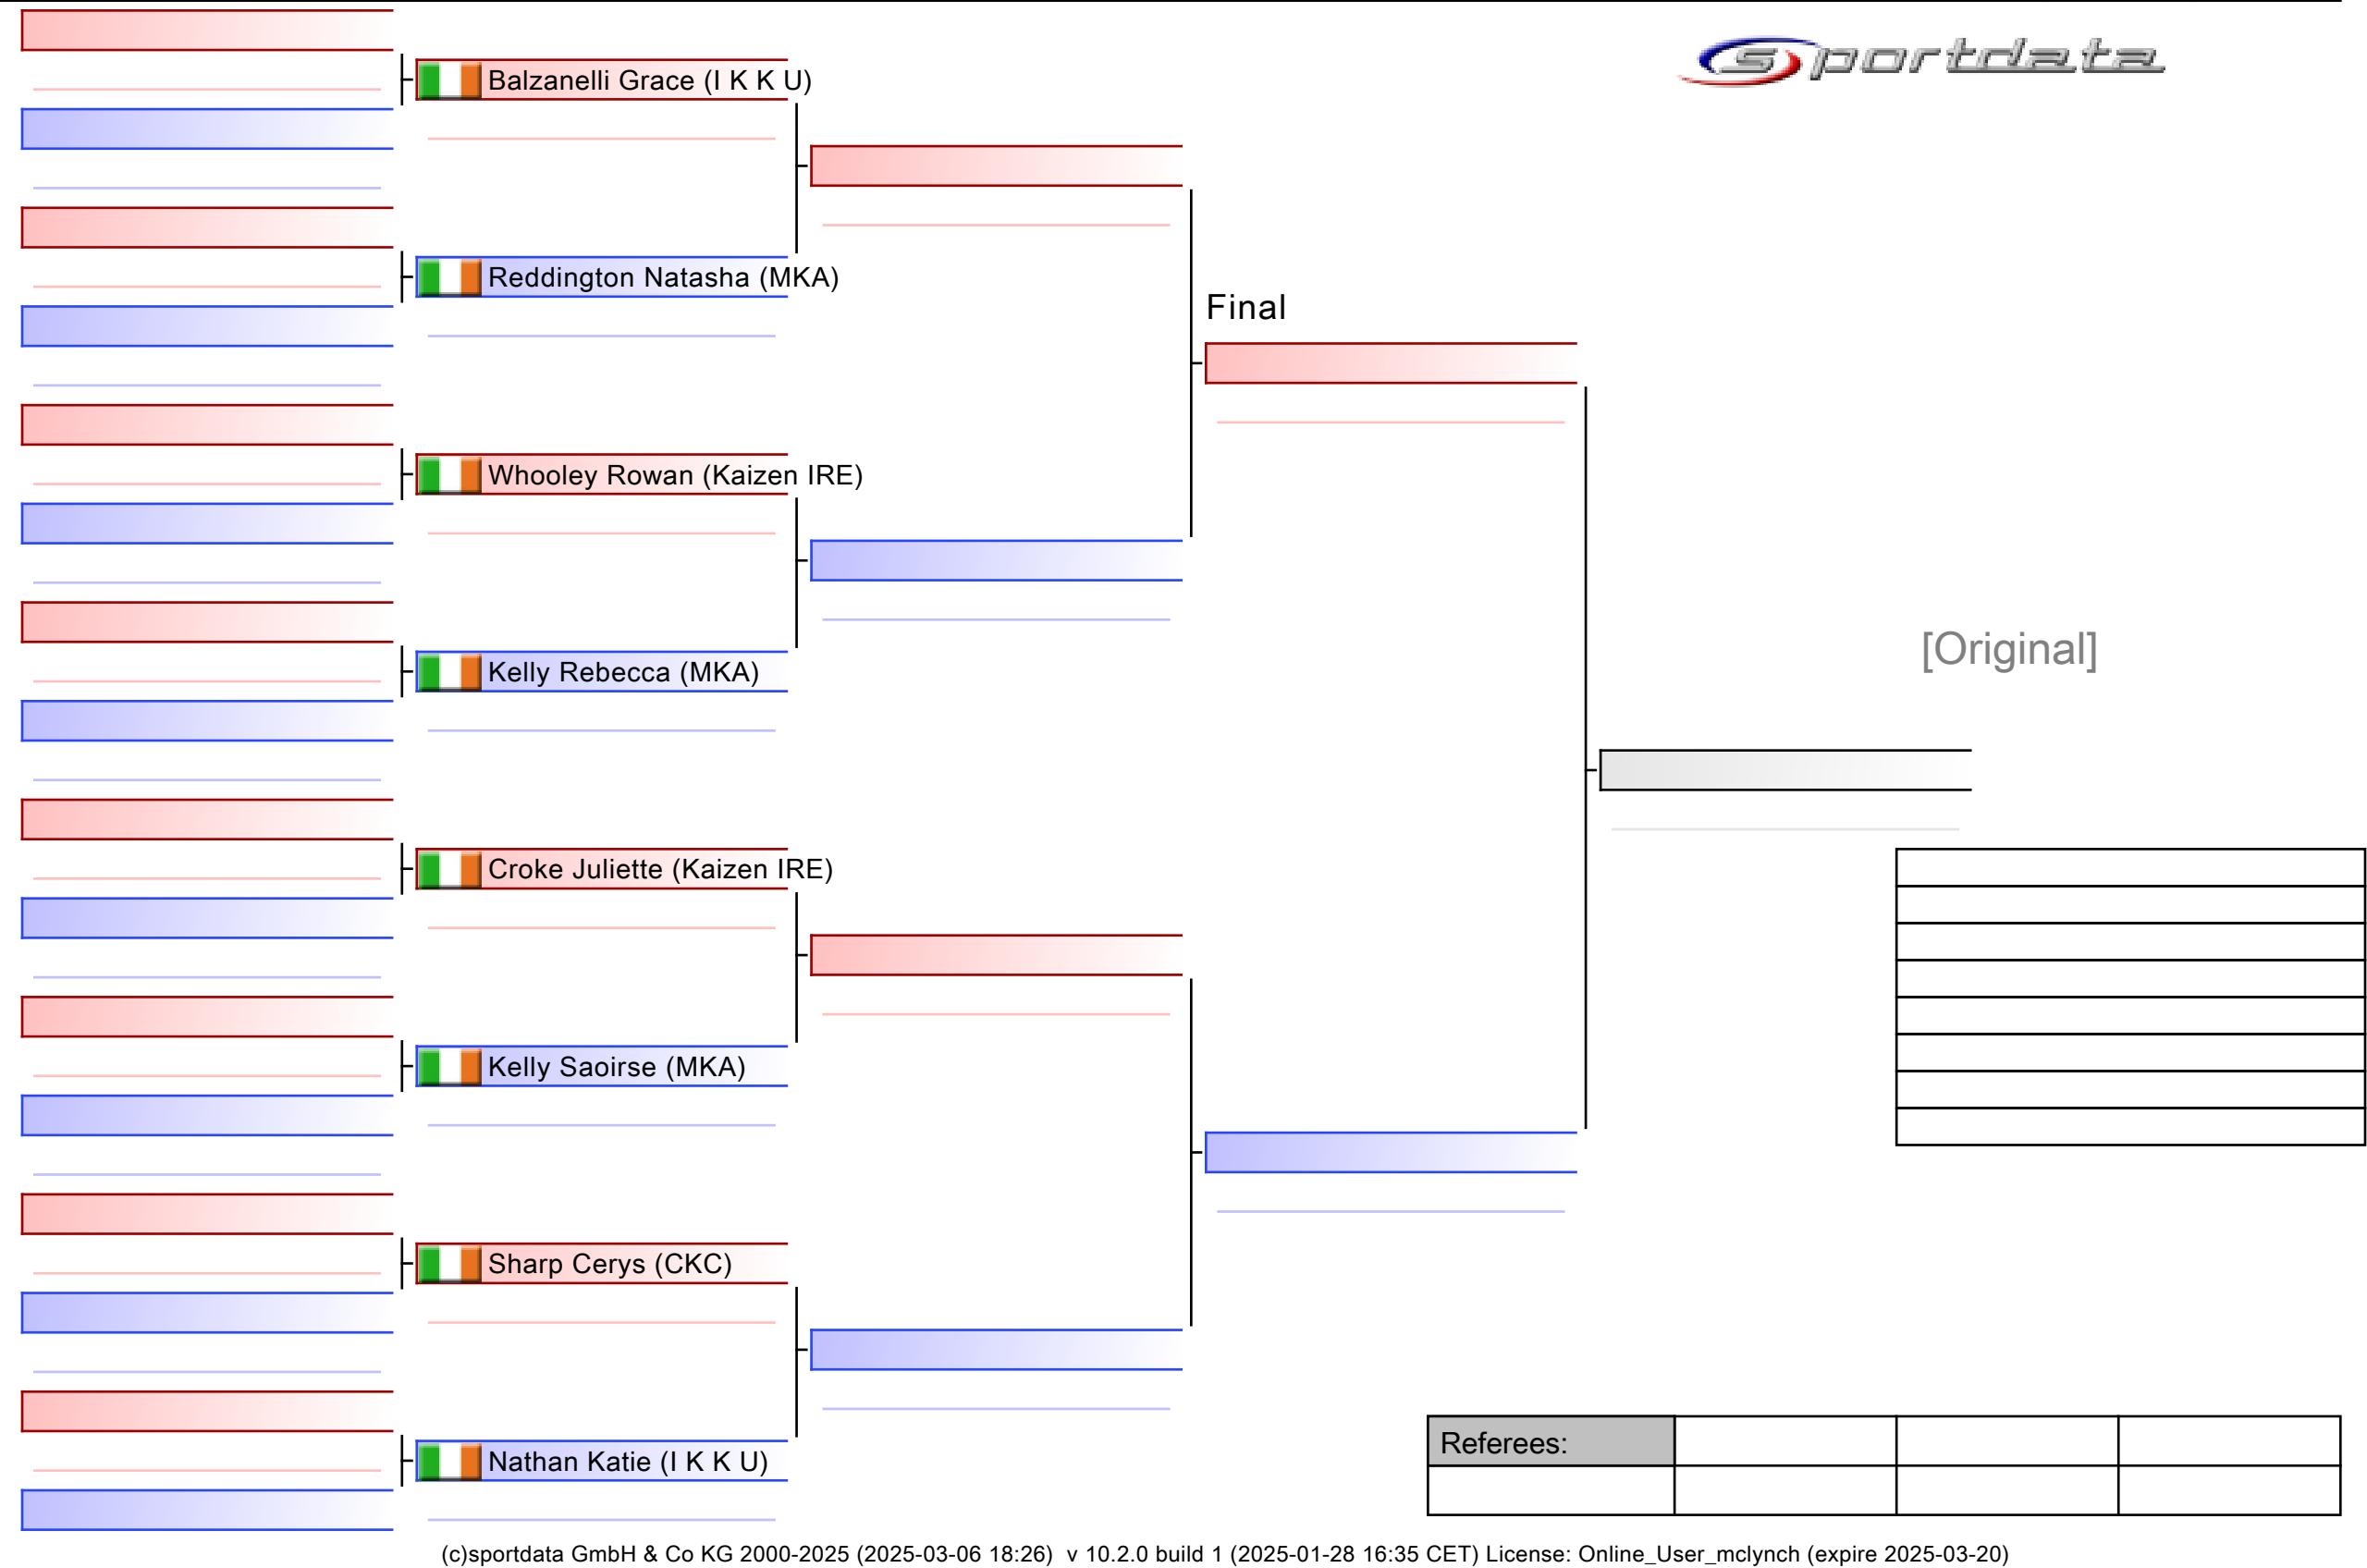 sportdata
Balzanelli Grace (I K K U)
Reddington Natasha (MKA)
Final
Whooley Rowan (Kaizen IRE)
[Original]
Kelly Rebecca (MKA)
Croke Juliette (Kaizen IRE)
Kelly Saoirse (MKA)
Sharp Cerys (CKC)
Referees:
Nathan Katie (I K K U)
(c)sportdata GmbH & Co KG 2000-2025 (2025-03-06 18:26)  v 10.2.0 build 1 (2025-01-28 16:35 CET) License: Online_User_mclynch (expire 2025-03-20)